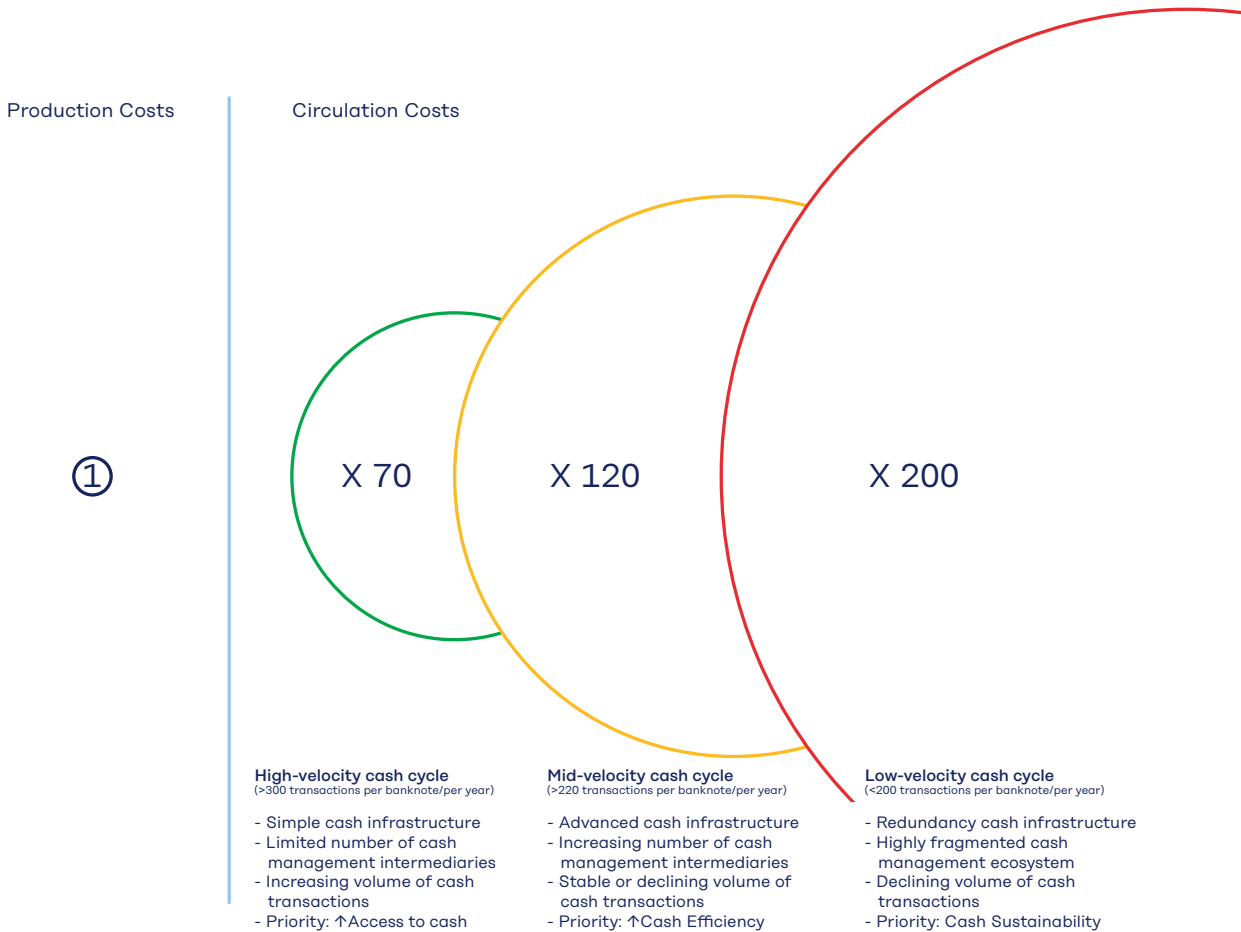 Production Costs
Circulation Costs
1
X 70
X 120
X 200
High-velocity cash cycle
(>300 transactions per banknote/per year)
- Simple cash infrastructure
- Limited number of cash
management intermediaries
- Increasing volume of cash
transactions
- Priority: ↑Access to cash
Mid-velocity cash cycle
(>220 transactions per banknote/per year)
- Advanced cash infrastructure
- Increasing number of cash
management intermediaries
- Stable or declining volume of
cash transactions
- Priority: ↑Cash Efficiency
Low-velocity cash cycle
(<200 transactions per banknote/per year)
- Redundancy cash infrastructure
- Highly fragmented cash
management ecosystem
- Declining volume of cash
transactions
- Priority: Cash Sustainability